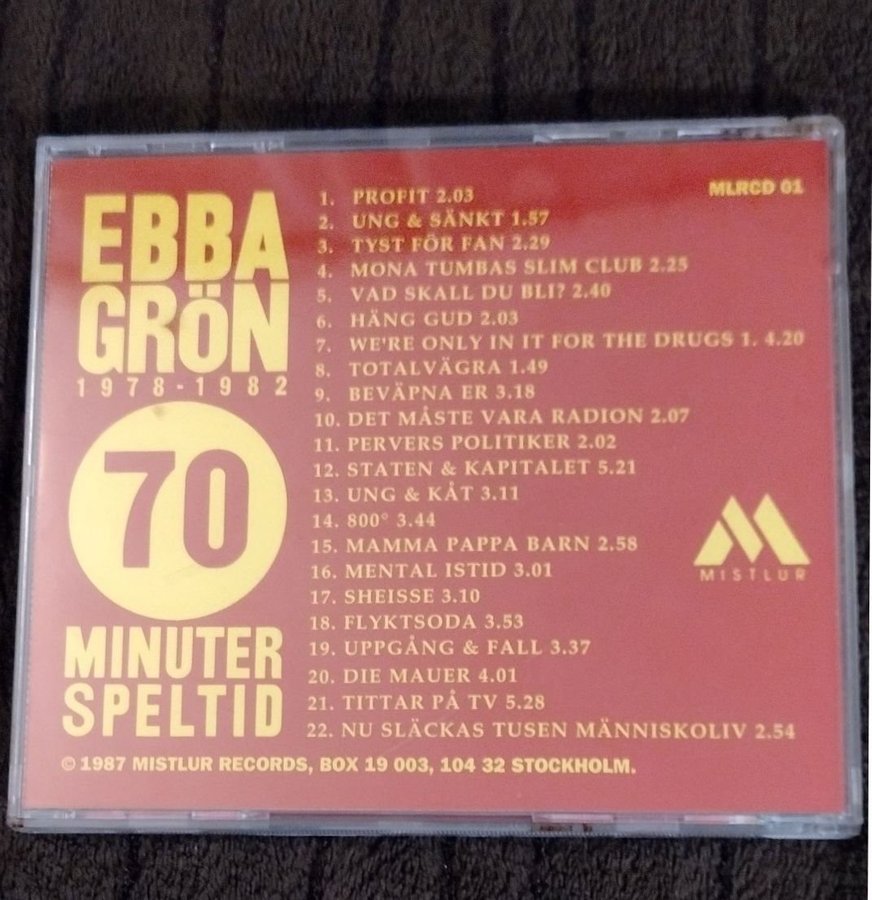 EBBA
GRÖN
1978-1982
70
MINUTER
SPELTID
1. PROFIT 2.03
2. UNG & SÄNKT 1.57
3. TYST FÖR FAN 2.29
4. MONA TUMBAS SLIM CLUB 2.25
5. VAD SKALL DU BLI? 2.40
6. HÄNG GUD 2.03
7. WE'RE ONLY IN IT FOR THE DRUGS 1. 4.20
8. TOTALVÄGRA 1.49
9. BEVÄPNA ER 3.18
10. DET MÅSTE VARA RADION 2.07
11. PERVERS POLITIKER 2.02
12. STATEN & KAPITALET 5.21
13. UNG & KÅT 3.11
14. 800° 3.44
15. MAMMA PAPPA BARN 2.58
16. MENTAL ISTID 3.01
17. SHEISSE 3.10
18. FLYKTSODA 3.53
19. UPPGÅNG & FALL 3.37
20. DIE MAUER 4.01
21. TITTAR PÅ TV 5.28
22. NU SLÄCKAS TUSEN MÄNNISKOLIV 2.54
MLRCD 01
MISTLUR
© 1987 MISTLUR RECORDS, BOX 19 003, 104 32 STOCKHOLM.